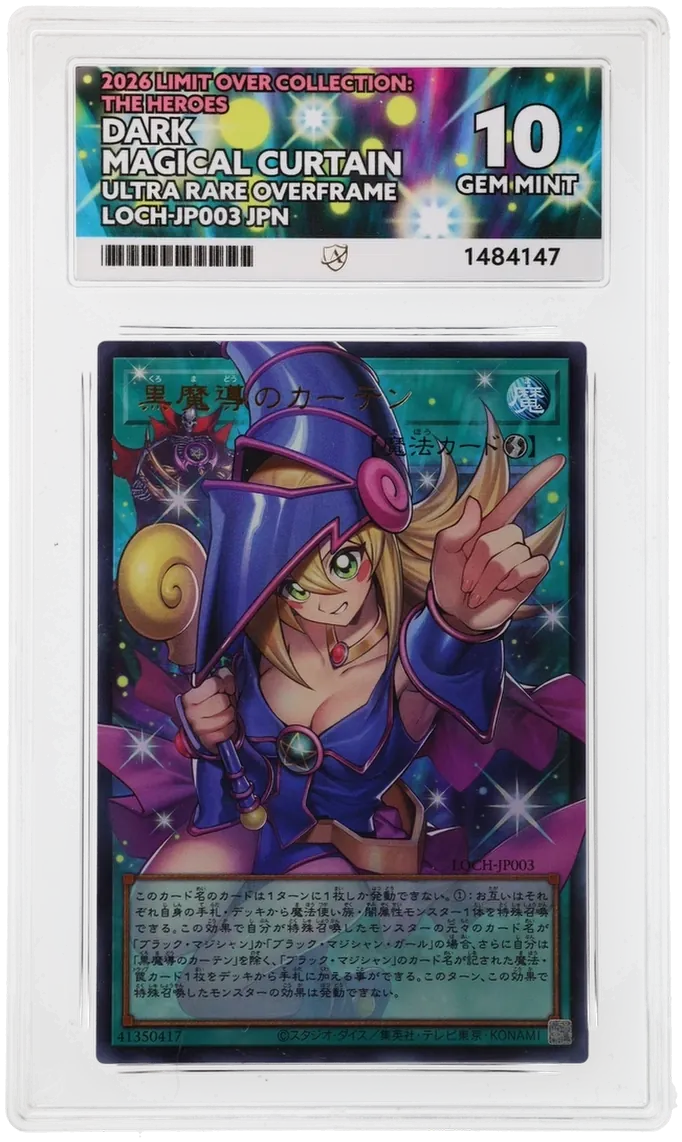 2026 LIMIT OVER COLLECTION:
THE HEROES
DARK
MAGICAL CURTAIN
ULTRA RARE OVERFRAME
LOCH-JP003 JPN
10
GEM MINT
1484147
黒魔導のカーテン
魔
【魔法カード】
LOCH-JP003
このカード名のカードは1ターンに1枚しか発動できない。①:お互いはそれ
ぞれ自身の手札・デッキから魔法使い族・闇属性モンスター1体を特殊召喚
できる。この効果で自分が特殊召喚したモンスターの元々のカード名が
「ブラック・マジシャン」か「ブラック・マジシャン・ガール」の場合、さらに自分は
「黒魔導のカーテン」を除く、「ブラック・マジシャン」のカード名が記された魔法・
罠カード1枚をデッキから手札に加える事ができる。このターン、この効果で
特殊召喚したモンスターの効果は発動できない。
41350417
©スタジオ・ダイス/集英社・テレビ東京・KONAMI